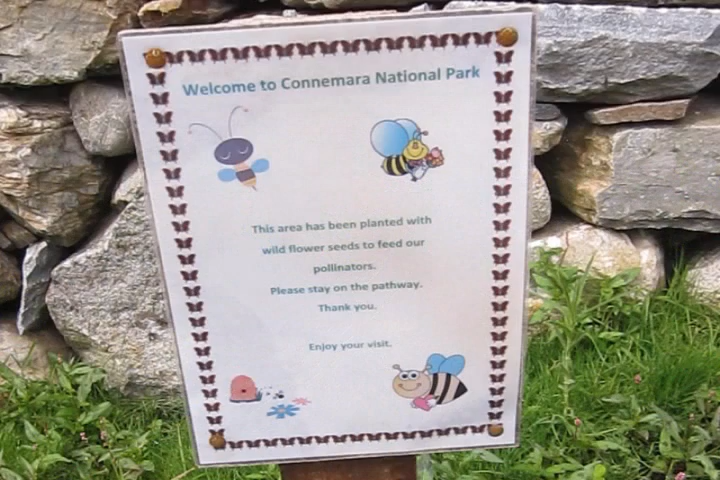 Welcome to Connemara National Park
This area has been planted with
wild flower seeds to feed our
pollinators.
Please stay on the pathway.
Thank you.
Enjoy your visit.